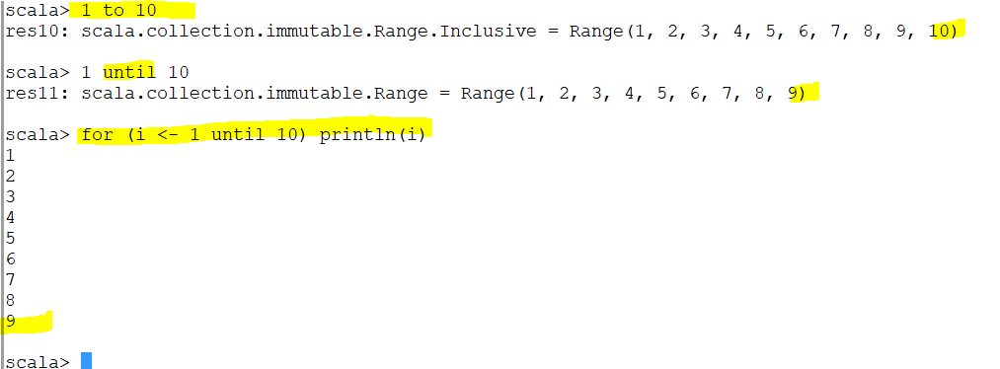 scala> 1 to 10
res10: scala.collection.immutable.Range.Inclusive = Range(1, 2, 3, 4, 5, 6, 7, 8, 9, 10)
scala> 1 until 10
res11: scala.collection.immutable.Range = Range(1, 2, 3, 4, 5, 6, 7, 8, 9)
scala> for (i <- 1 until 10) println(i)
1
2
3
4
5
6
7
8
9
scala>